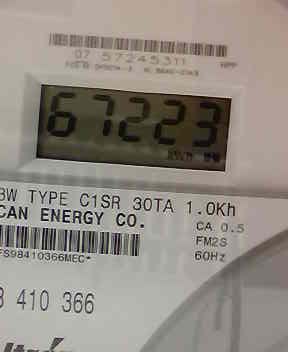 07 57245311
MFP
67223
3W TYPE C1SR 30TA 1.0Kh
CAN ENERGY CO.
CA 0.5
FM2S
FS98410366MEC*
60Hz
3 410 366